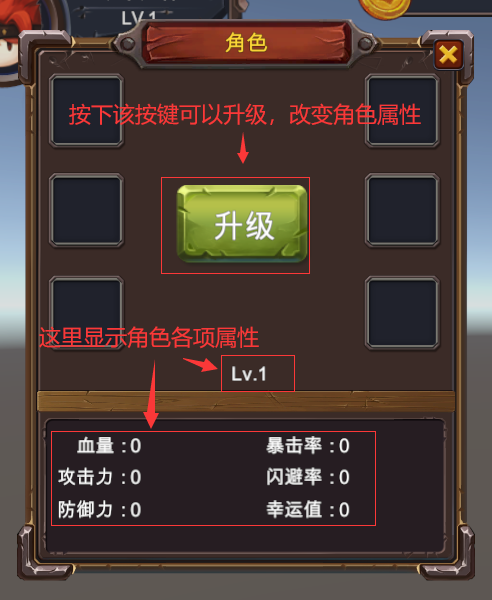 LV.1
角色
按下该按键可以升级，改变角色属性
升级
这里显示角色各项属性
Lv.1
血量：0 暴击率：0
攻击力：0 闪避率：0
防御力：0 幸运值：0